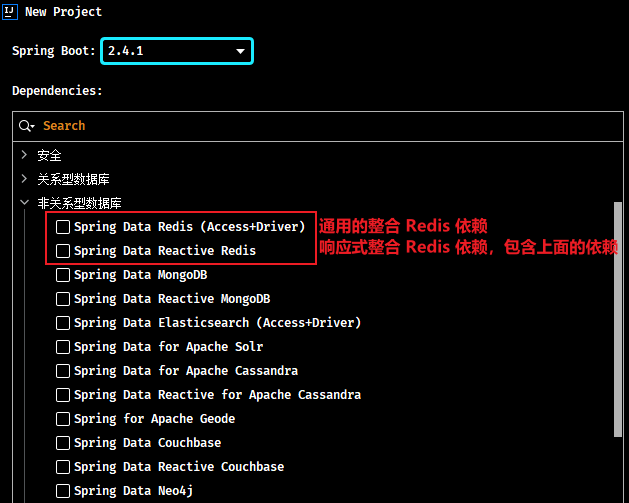 IJ New Project
Spring Boot: 2.4.1
Dependencies:
Search
安全
关系型数据库
非关系型数据库
Spring Data Redis (Access+Driver) 通用的整合 Redis 依赖
Spring Data Reactive Redis 响应式整合 Redis 依赖，包含上面的依赖
Spring Data MongoDB
Spring Data Reactive MongoDB
Spring Data Elasticsearch (Access+Driver)
Spring Data for Apache Solr
Spring Data for Apache Cassandra
Spring Data Reactive for Apache Cassandra
Spring for Apache Geode
Spring Data Couchbase
Spring Data Reactive Couchbase
Spring Data Neo4j